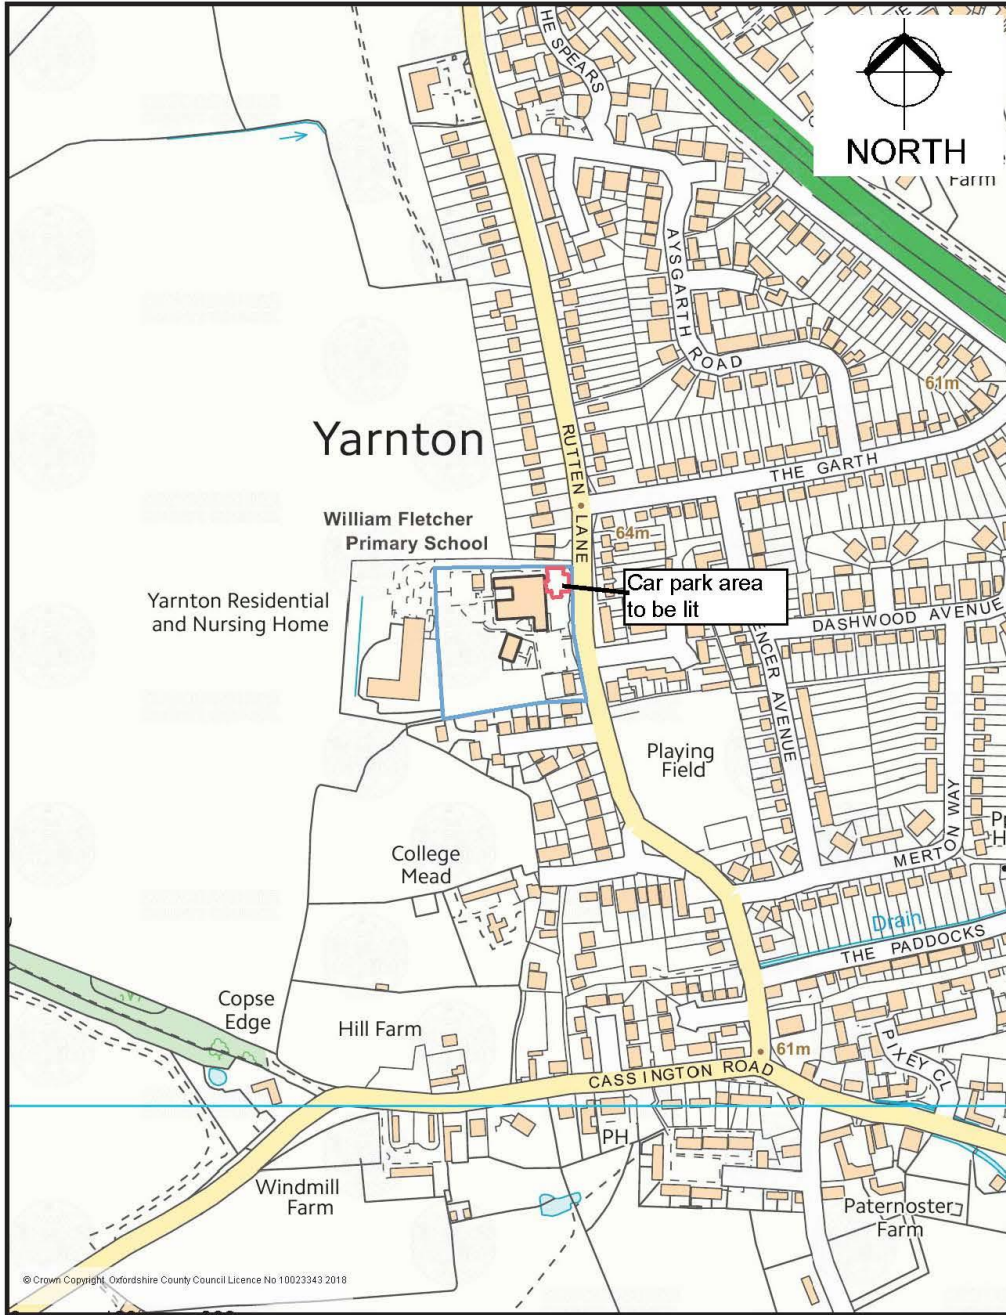 HE SPEARS
NORTH
Farm
AYSGARTH ROAD
61m
Yarnton
RUTTEN LANE
THE GARTH
William Fletcher
Primary School
64m
Car park area
to be lit
Yarnton Residential
and Nursing Home
DASHWOOD AVENUE
ENCER AVENUE
Playing
Field
MERTON WAY
College
Mead
Drain
THE PADDOCKS
Copse
Edge
Hill Farm
61m
PIXEY CL
CASSINGTON ROAD
PH
Windmill
Farm
Paternoster
Farm
© Crown Copyright. Oxfordshire County Council Licence No 10023343 2018